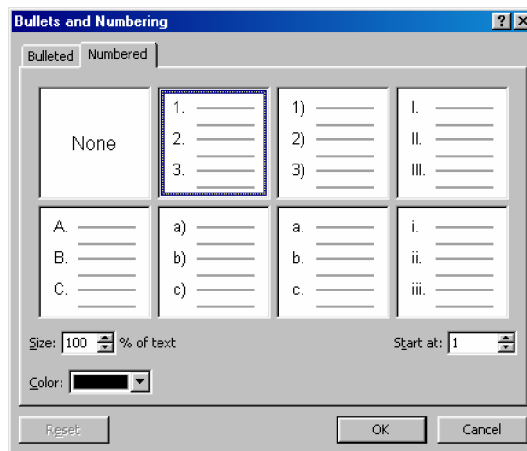 Bullets and Numbering
Bulleted Numbered
None
1.
2.
3.
1)
2)
3)
I.
II.
III.
A.
B.
C.
a)
b)
c)
a.
b.
c.
i.
ii.
iii.
Size: 100 % of text
Start at: 1
Color:
Reset OK Cancel